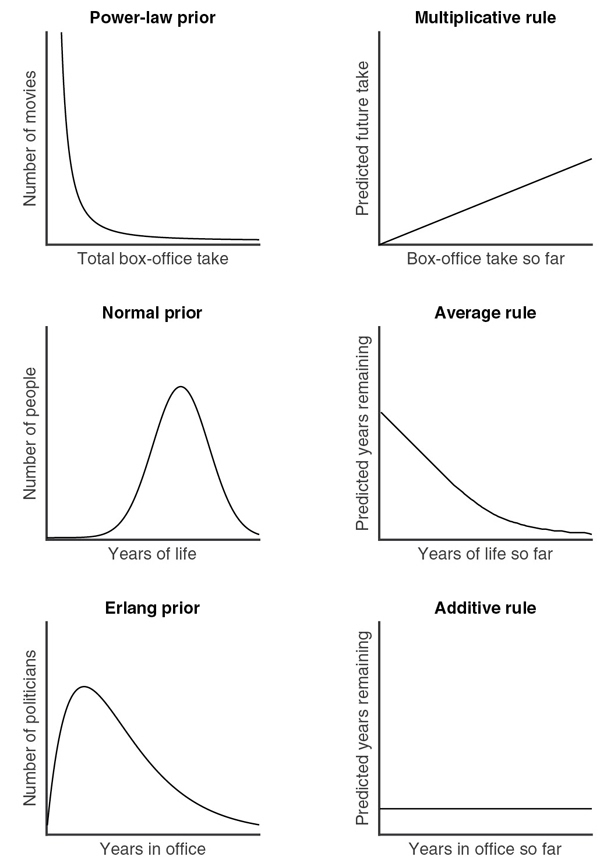 Power-law prior
Number of movies
Total box-office take
Multiplicative rule
Predicted future take
Box-office take so far
Normal prior
Number of people
Years of life
Average rule
Predicted years remaining
Years of life so far
Erlang prior
Number of politicians
Years in office
Additive rule
Predicted years remaining
Years in office so far